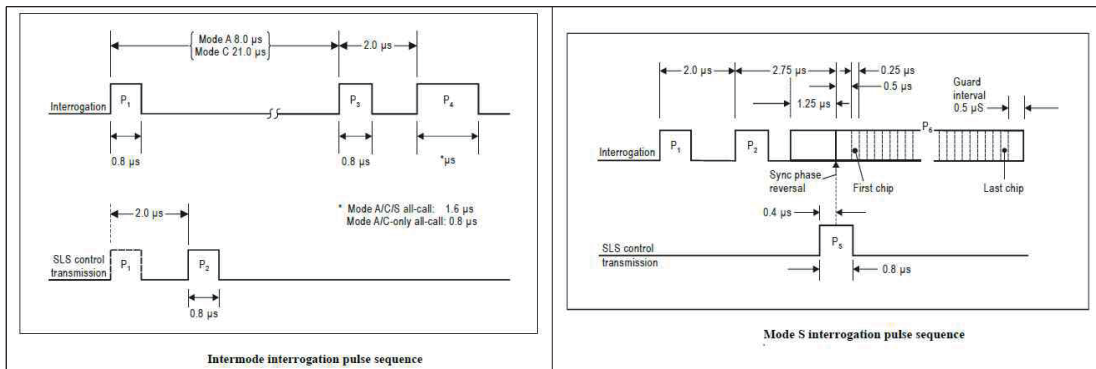 Mode A 8.0 µs
Mode C 21.0 µs
2.0 µs
Interrogation
P1
P3
P4
0.8 µs
0.8 µs
*µs
* Mode A/C/S all-call: 1.6 µs
Mode A/C-only all-call: 0.8 µs
2.0 µs
SLS control
transmission
P1
P2
0.8 µs
Intermode interrogation pulse sequence
2.0 µs
2.75 µs
0.25 µs
0.5 µs
1.25 µs
Guard
interval
0.5 µS
P6
Interrogation
P1
P2
Sync phase
reversal
First chip
Last chip
0.4 µs
SLS control
transmission
P5
0.8 µs
Mode S interrogation pulse sequence